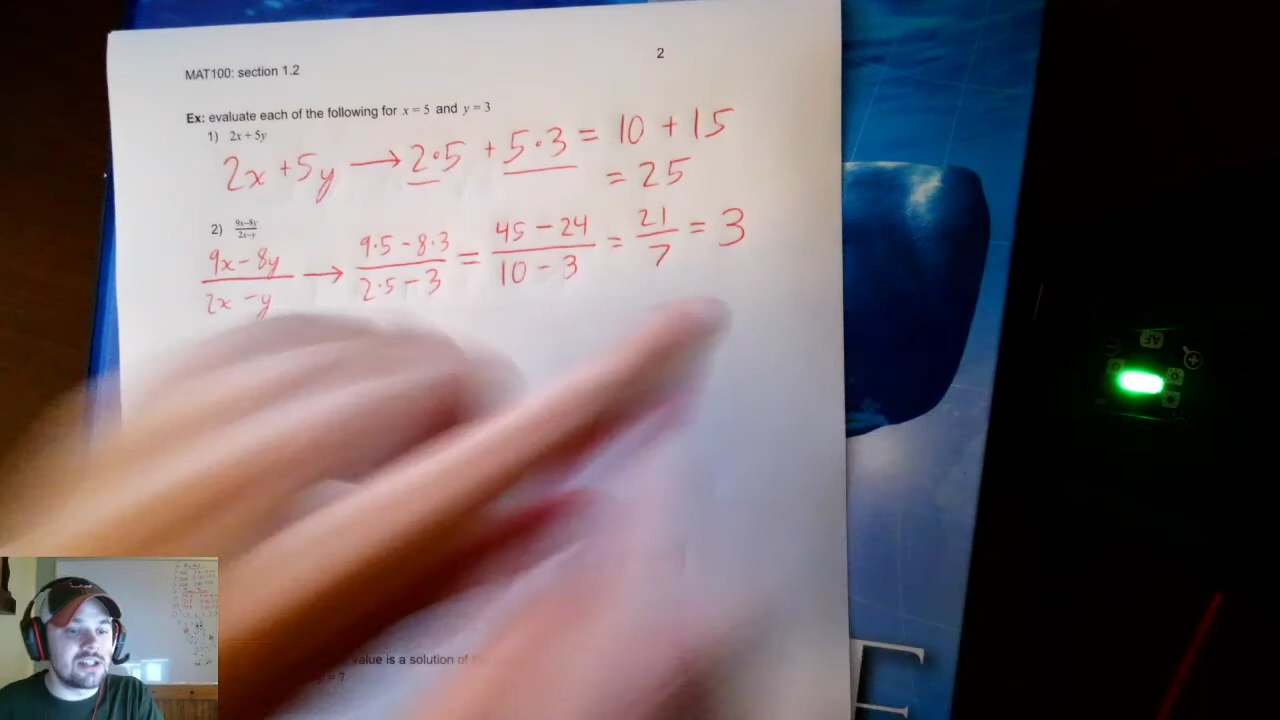 2
MAT100: section 1.2
Ex: evaluate each of the following for x = 5 and y = 3
1) 2x + 5y
2x + 5y → 2·5 + 5·3 = 10 + 15
= 25
2) 9x−8y / 2x−y
9x − 8y / 2x − y → 9·5 − 8·3 / 2·5 − 3 = 45 − 24 / 10 − 3 = 21 / 7 = 3
value is a solution of
= ?
E
AF